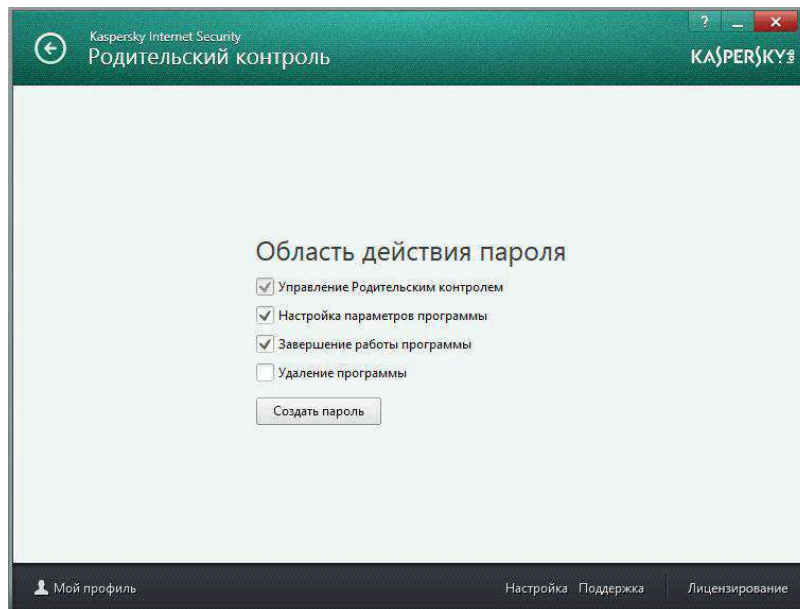 ?
Kaspersky Internet Security
Родительский контроль
KASPERSKY lab
Область действия пароля
Управление Родительским контролем
Настройка параметров программы
Завершение работы программы
Удаление программы
Создать пароль
Мой профиль
Настройка Поддержка Лицензирование